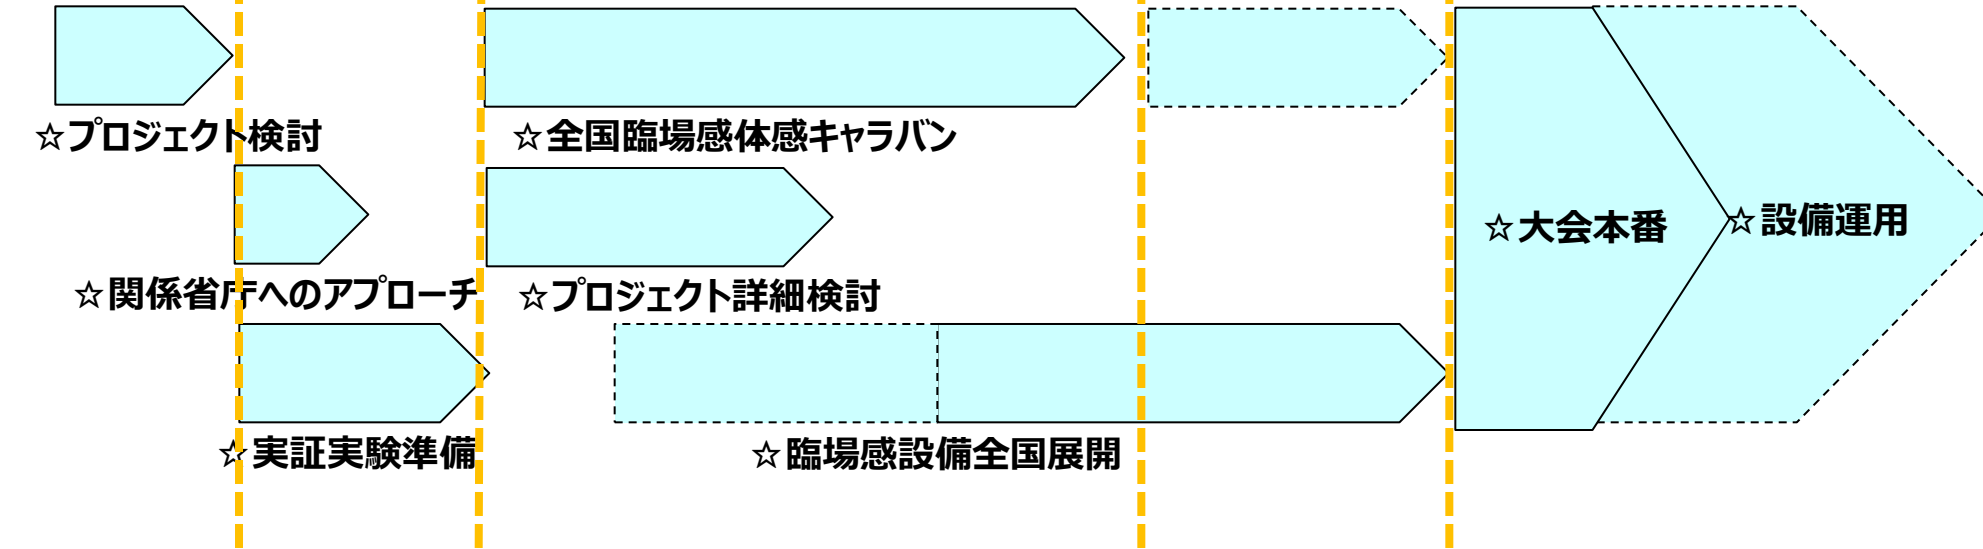 ☆プロジェクト検討
☆全国臨場感体感キャラバン
☆大会本番
☆設備運用
☆関係省庁へのアプローチ
☆プロジェクト詳細検討
☆実証実験準備
☆臨場感設備全国展開